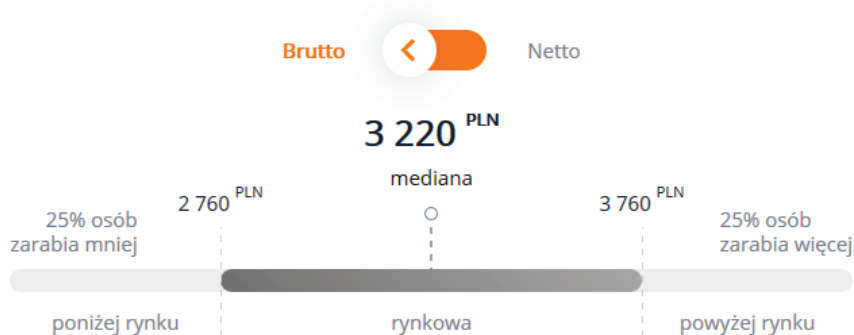 Brutto
Netto
3 220 PLN
mediana
2 760 PLN
3 760 PLN
25% osób
zarabia mniej
25% osób
zarabia więcej
poniżej rynku
rynkowa
powyżej rynku